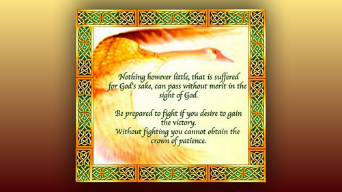 Nothing however little, that is suffered
for God's sake, can pass without merit in the
sight of God.
Be prepared to fight if you desire to gain
the victory.
Without fighting you cannot obtain the
crown of patience.